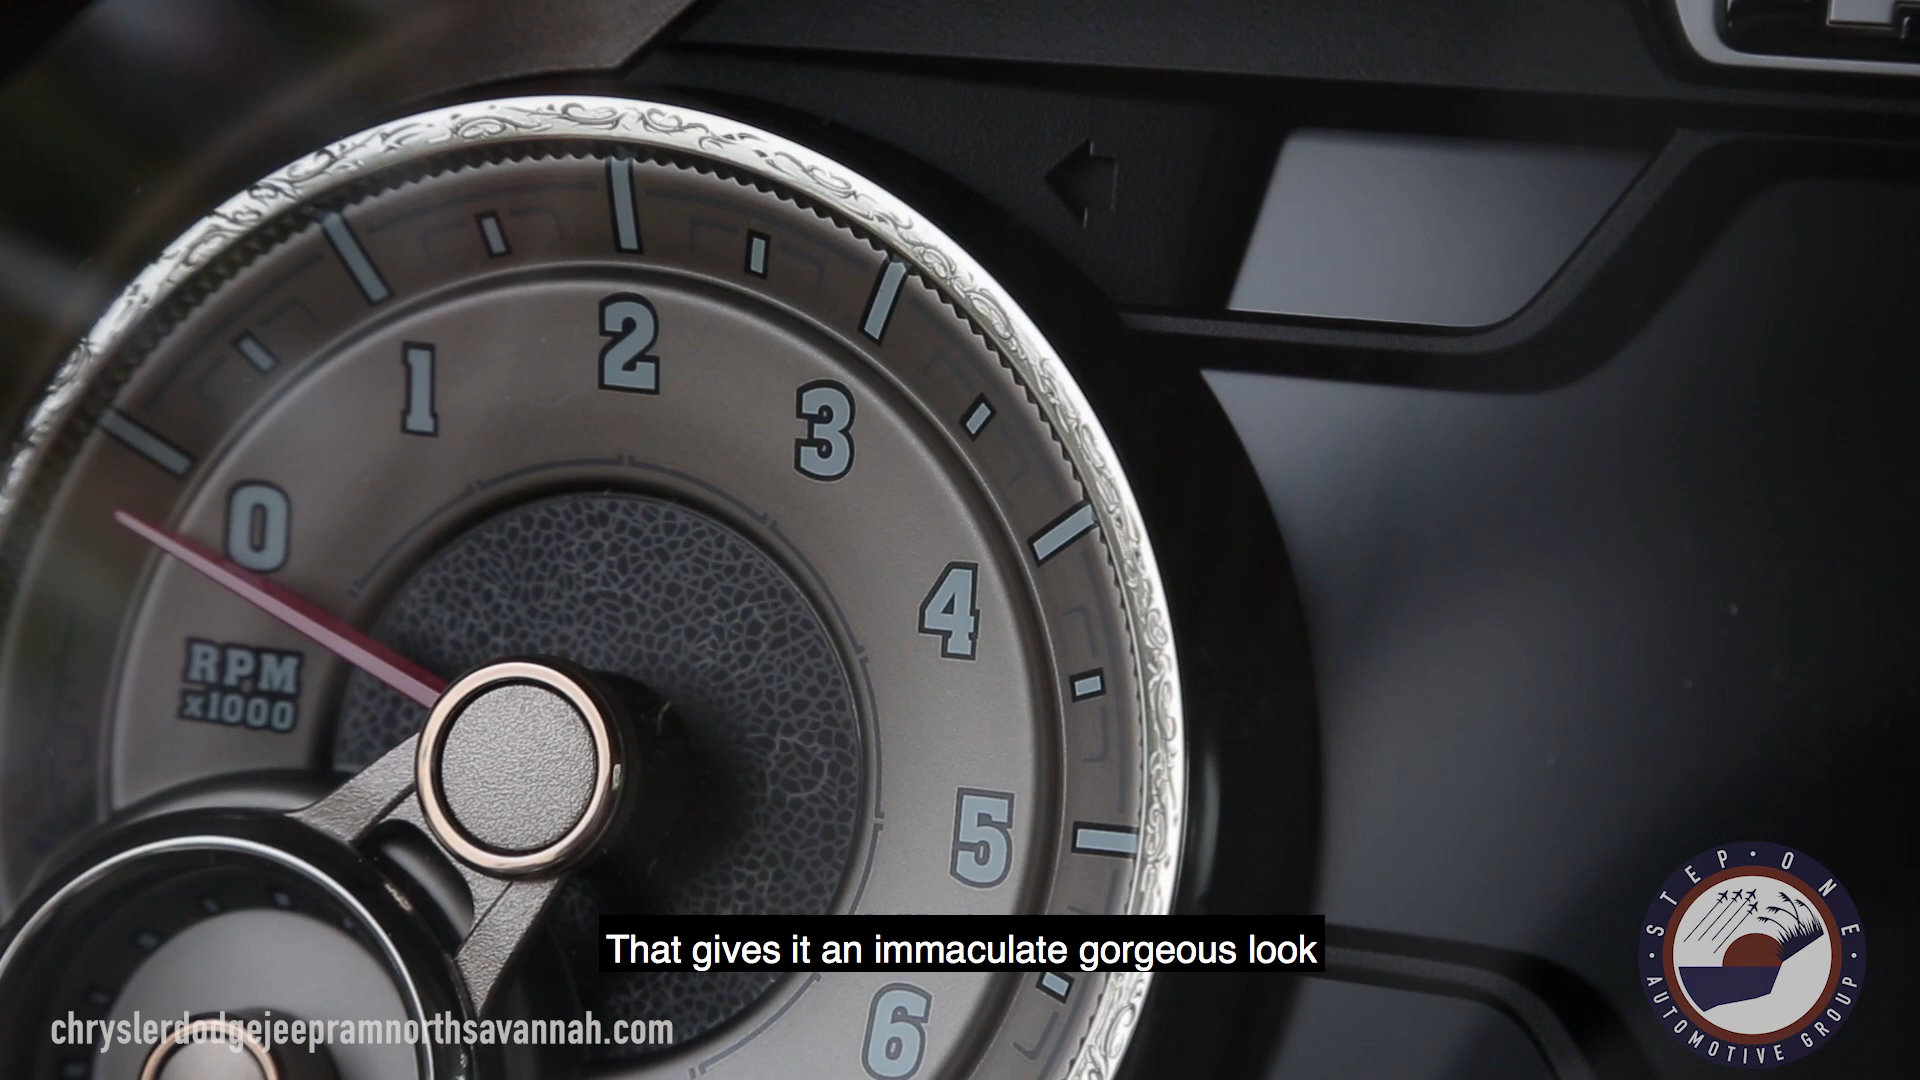 2
1
3
0
4
RPM
x1000
5
That gives it an immaculate gorgeous look
6
chryslerdodgejeepramnorthsavannah.com
STEP · ONE
· AUTOMOTIVE GROUP ·